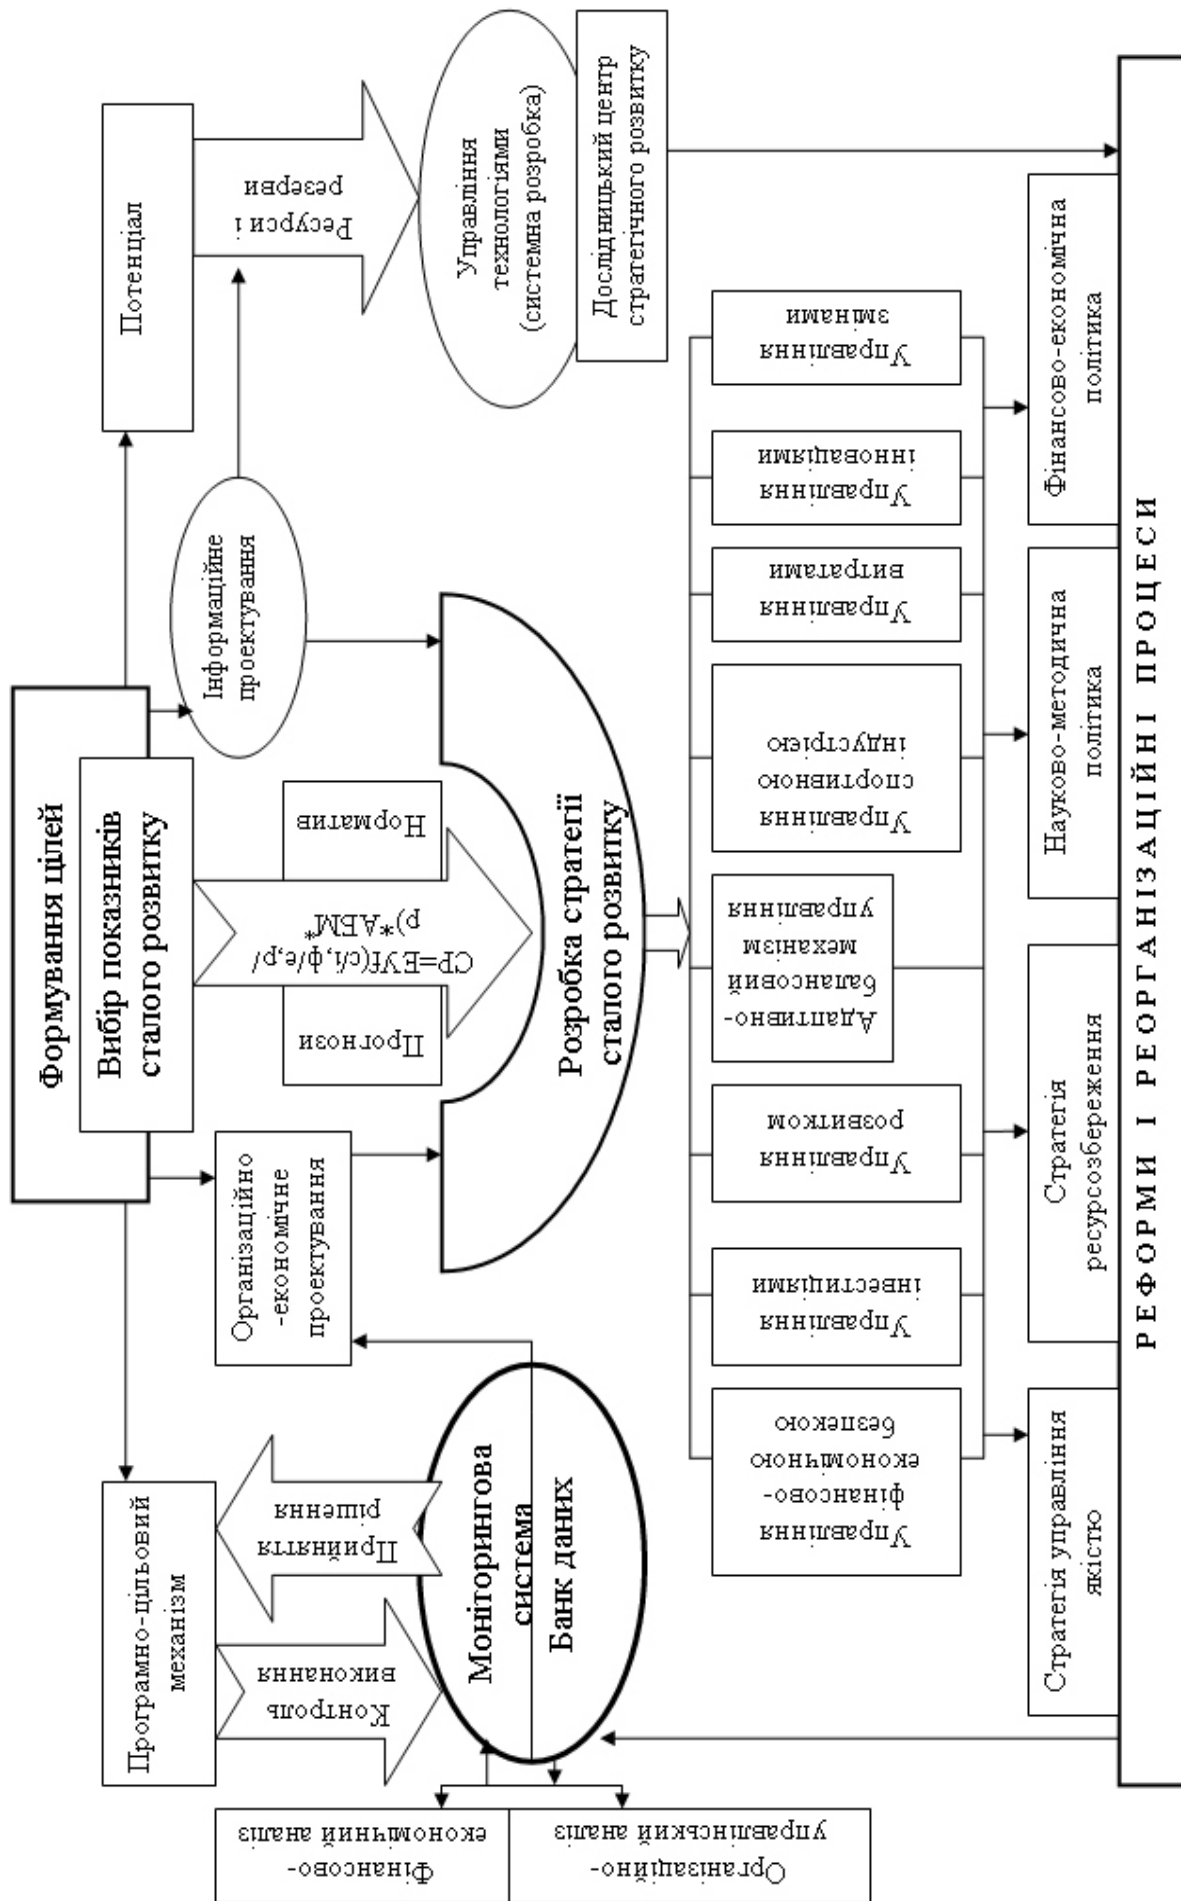 Формування цілей
Вибір показників
сталого розвитку
Програмно-цільовий
механізм
Потенціал
Організаційно
-економічне
проектування
Інформаційне
проектування
Прийняття
рішення
Контроль
виконання
Прогнози
СР=ЕУf(с/і,ф/е,р/
р)*АБМ*
Норматив
Ресурси і
резерви
Моніторингова
система
Банк даних
Розробка стратегії
сталого розвитку
Управління
технологіями
(системна розробка)
Дослідницький центр
стратегічного розвитку
Фінансово-
економічний аналіз
Організаційно-
управлінський аналіз
Управління
фінансово-
економічною
безпекою
Управління
інвестиціями
Управління
розвитком
Адаптивно-
балансовий
механізм
управління
Управління
спортивною
індустрією
Управління
витратами
Управління
інноваціями
Управління
змінами
Стратегія управління
якістю
Стратегія
ресурсозбереження
Науково-методична
політика
Фінансово-економічна
політика
РЕФОРМИ І РЕОРГАНІЗАЦІЙНІ ПРОЦЕСИ